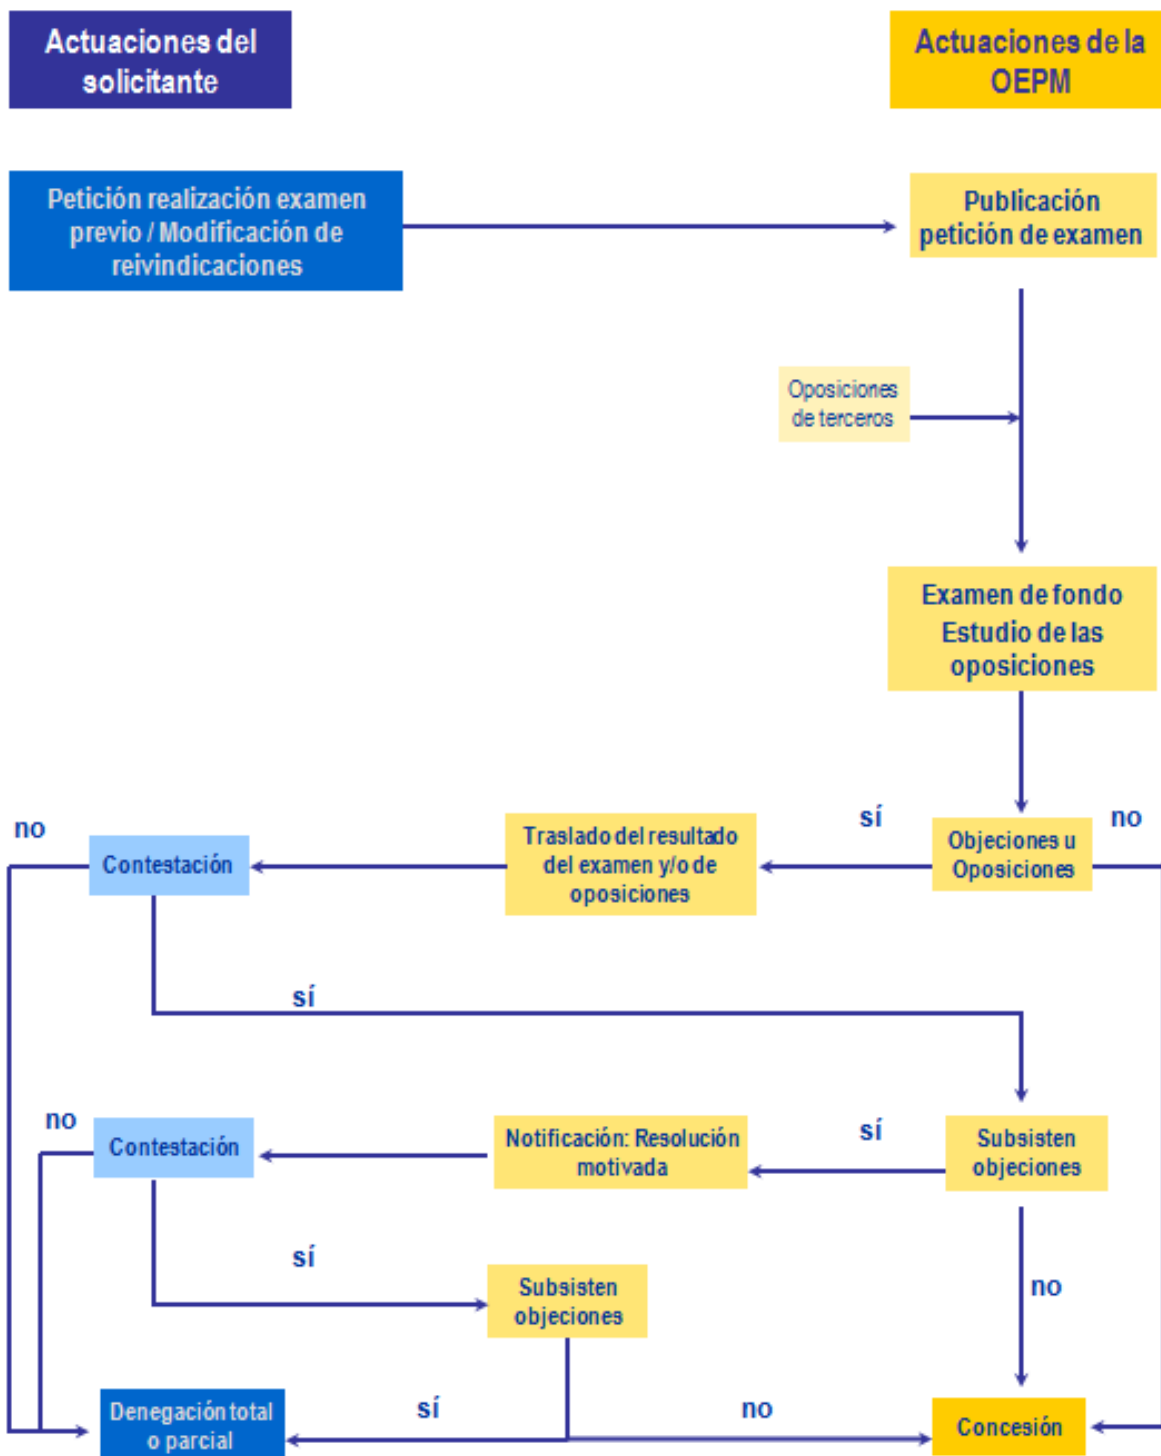 Actuaciones del
solicitante
Actuaciones de la
OEPM
Petición realización examen
previo / Modificación de
reivindicaciones
Publicación
petición de examen
Oposiciones
de terceros
Examen de fondo
Estudio de las
oposiciones
no
Contestación
Traslado del resultado
del examen y/o de
oposiciones
sí
Objeciones u
Oposiciones
no
sí
no
Contestación
Notificación: Resolución
motivada
sí
Subsisten
objeciones
sí
Subsisten
objeciones
no
Denegación total
o parcial
sí
no
Concesión